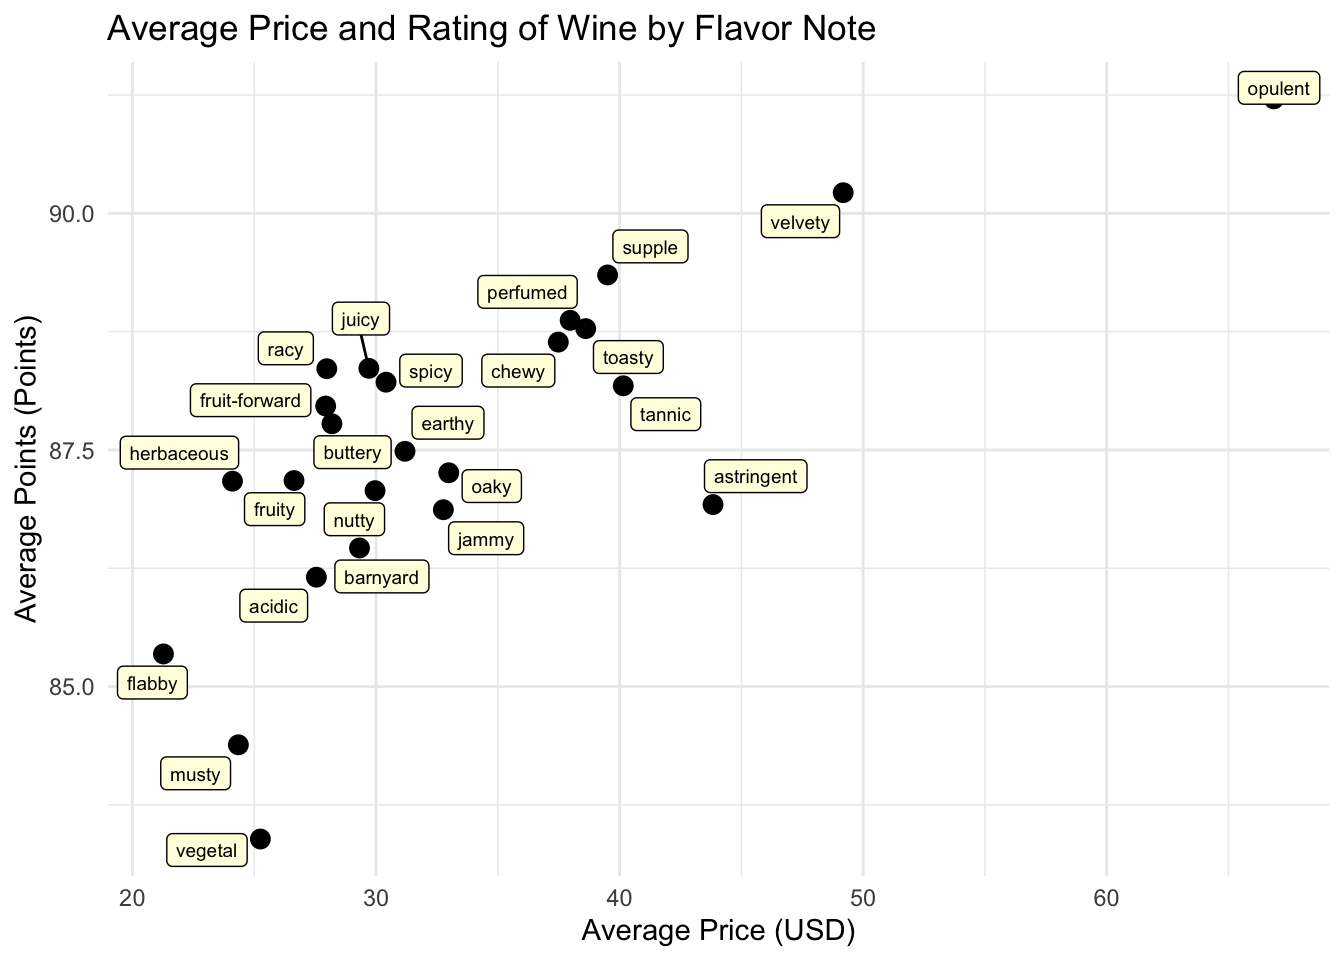 Average Price and Rating of Wine by Flavor Note
opulent
velvety
supple
perfumed
juicy
racy
toasty
chewy
spicy
fruit-forward
tannic
earthy
buttery
herbaceous
astringent
oaky
fruity
nutty
jammy
barnyard
acidic
flabby
musty
vegetal
90.0
87.5
85.0
Average Points (Points)
20 30 40 50 60
Average Price (USD)